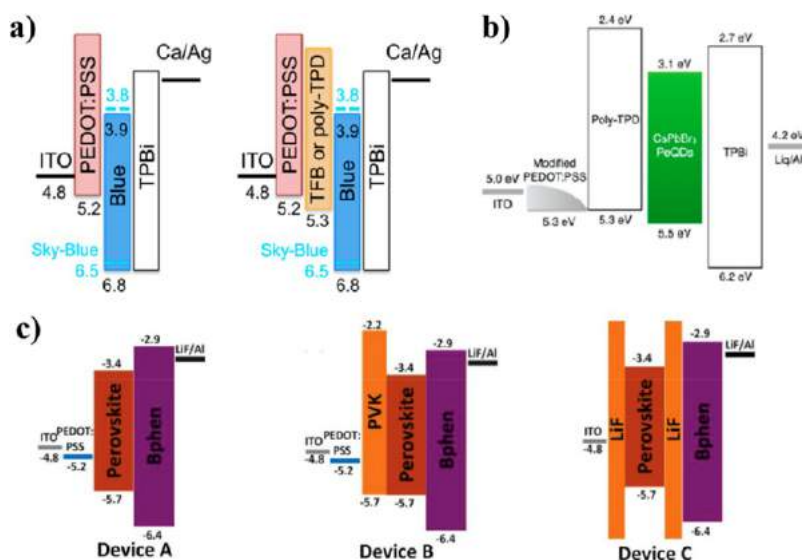 a)
ITO
4.8
PEDOT:PSS
5.2
3.8
3.9
Blue
Sky-Blue
6.5
6.8
TPBi
Ca/Ag
ITO
4.8
PEDOT:PSS
5.2
TFB or poly-TPD
5.3
3.8
3.9
Blue
Sky-Blue
6.5
6.8
TPBi
Ca/Ag
b)
5.0 eV
ITO
Modified
PEDOT:PSS
5.3 eV
2.4 eV
Poly-TPD
5.3 eV
3.1 eV
CsPbBr₃
PeQDs
5.5 eV
2.7 eV
TPBi
6.2 eV
4.2 eV
Liq/Al
c)
ITO
-4.8
PEDOT:
PSS
-5.2
-3.4
Perovskite
-5.7
-2.9
Bphen
-6.4
LiF/Al
Device A
ITO
-4.8
PEDOT:
PSS
-5.2
-2.2
PVK
-5.7
-3.4
Perovskite
-5.7
-2.9
Bphen
-6.4
LiF/Al
Device B
ITO
-4.8
LiF
-3.4
Perovskite
-5.7
LiF
-2.9
Bphen
-6.4
LiF/Al
Device C